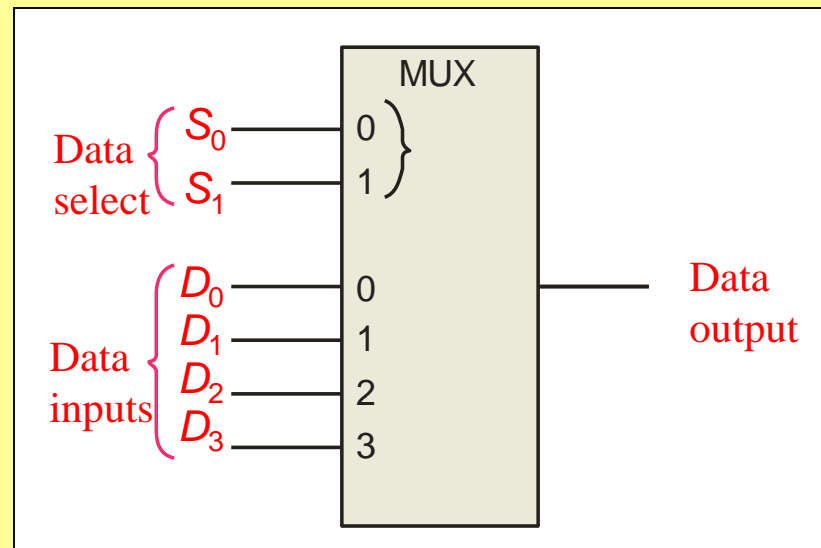 MUX
Data
select
S₀
S₁
0
1
Data
inputs
D₀
D₁
D₂
D₃
0
1
2
3
Data
output